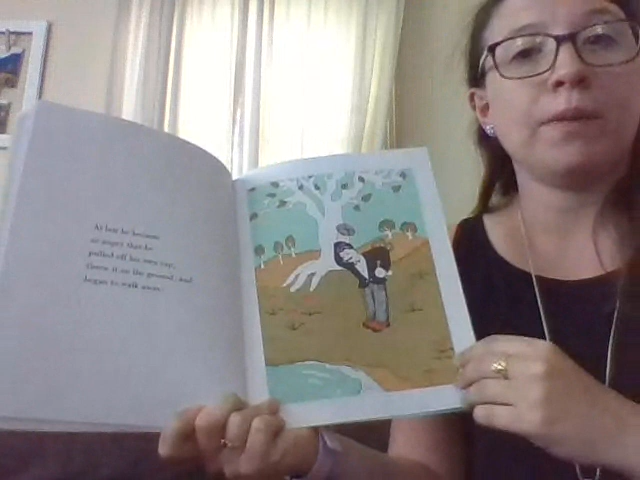 At last he became
so angry that he
pulled off his own cap,
threw it on the ground, and
began to walk away.